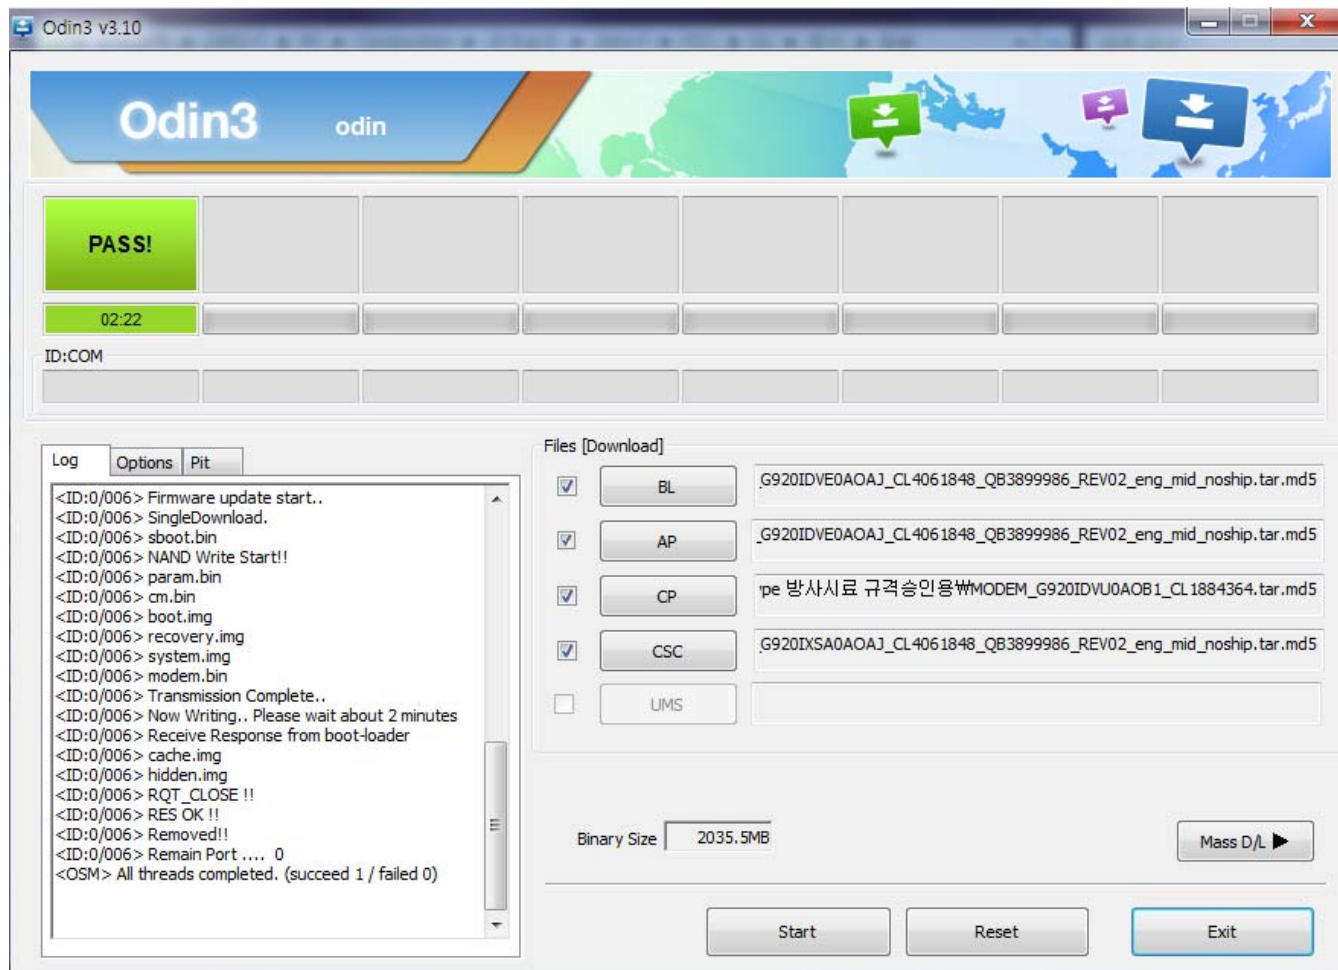 Odin3 v3.10
Odin3 odin
PASS!
02:22
ID:COM
Log Options Pit
<ID:0/006> Firmware update start..
<ID:0/006> SingleDownload.
<ID:0/006> sboot.bin
<ID:0/006> NAND Write Start!!
<ID:0/006> param.bin
<ID:0/006> cm.bin
<ID:0/006> boot.img
<ID:0/006> recovery.img
<ID:0/006> system.img
<ID:0/006> modem.bin
<ID:0/006> Transmission Complete..
<ID:0/006> Now Writing.. Please wait about 2 minutes
<ID:0/006> Receive Response from boot-loader
<ID:0/006> cache.img
<ID:0/006> hidden.img
<ID:0/006> RQT_CLOSE !!
<ID:0/006> RES OK !!
<ID:0/006> Removed!!
<ID:0/006> Remain Port .... 0
<OSM> All threads completed. (succeed 1 / failed 0)
Files [Download]
BL _G920IDVE0AOAJ_CL4061848_QB3899986_REV02_eng_mid_noship.tar.md5
AP _G920IDVE0AOAJ_CL4061848_QB3899986_REV02_eng_mid_noship.tar.md5
CP pe 방사시료 규격승인용₩MODEM_G920IDVU0AOB1_CL1884364.tar.md5
CSC _G920IXSA0AOAJ_CL4061848_QB3899986_REV02_eng_mid_noship.tar.md5
UMS
Binary Size 2035.5MB
Mass D/L ▶
Start Reset Exit